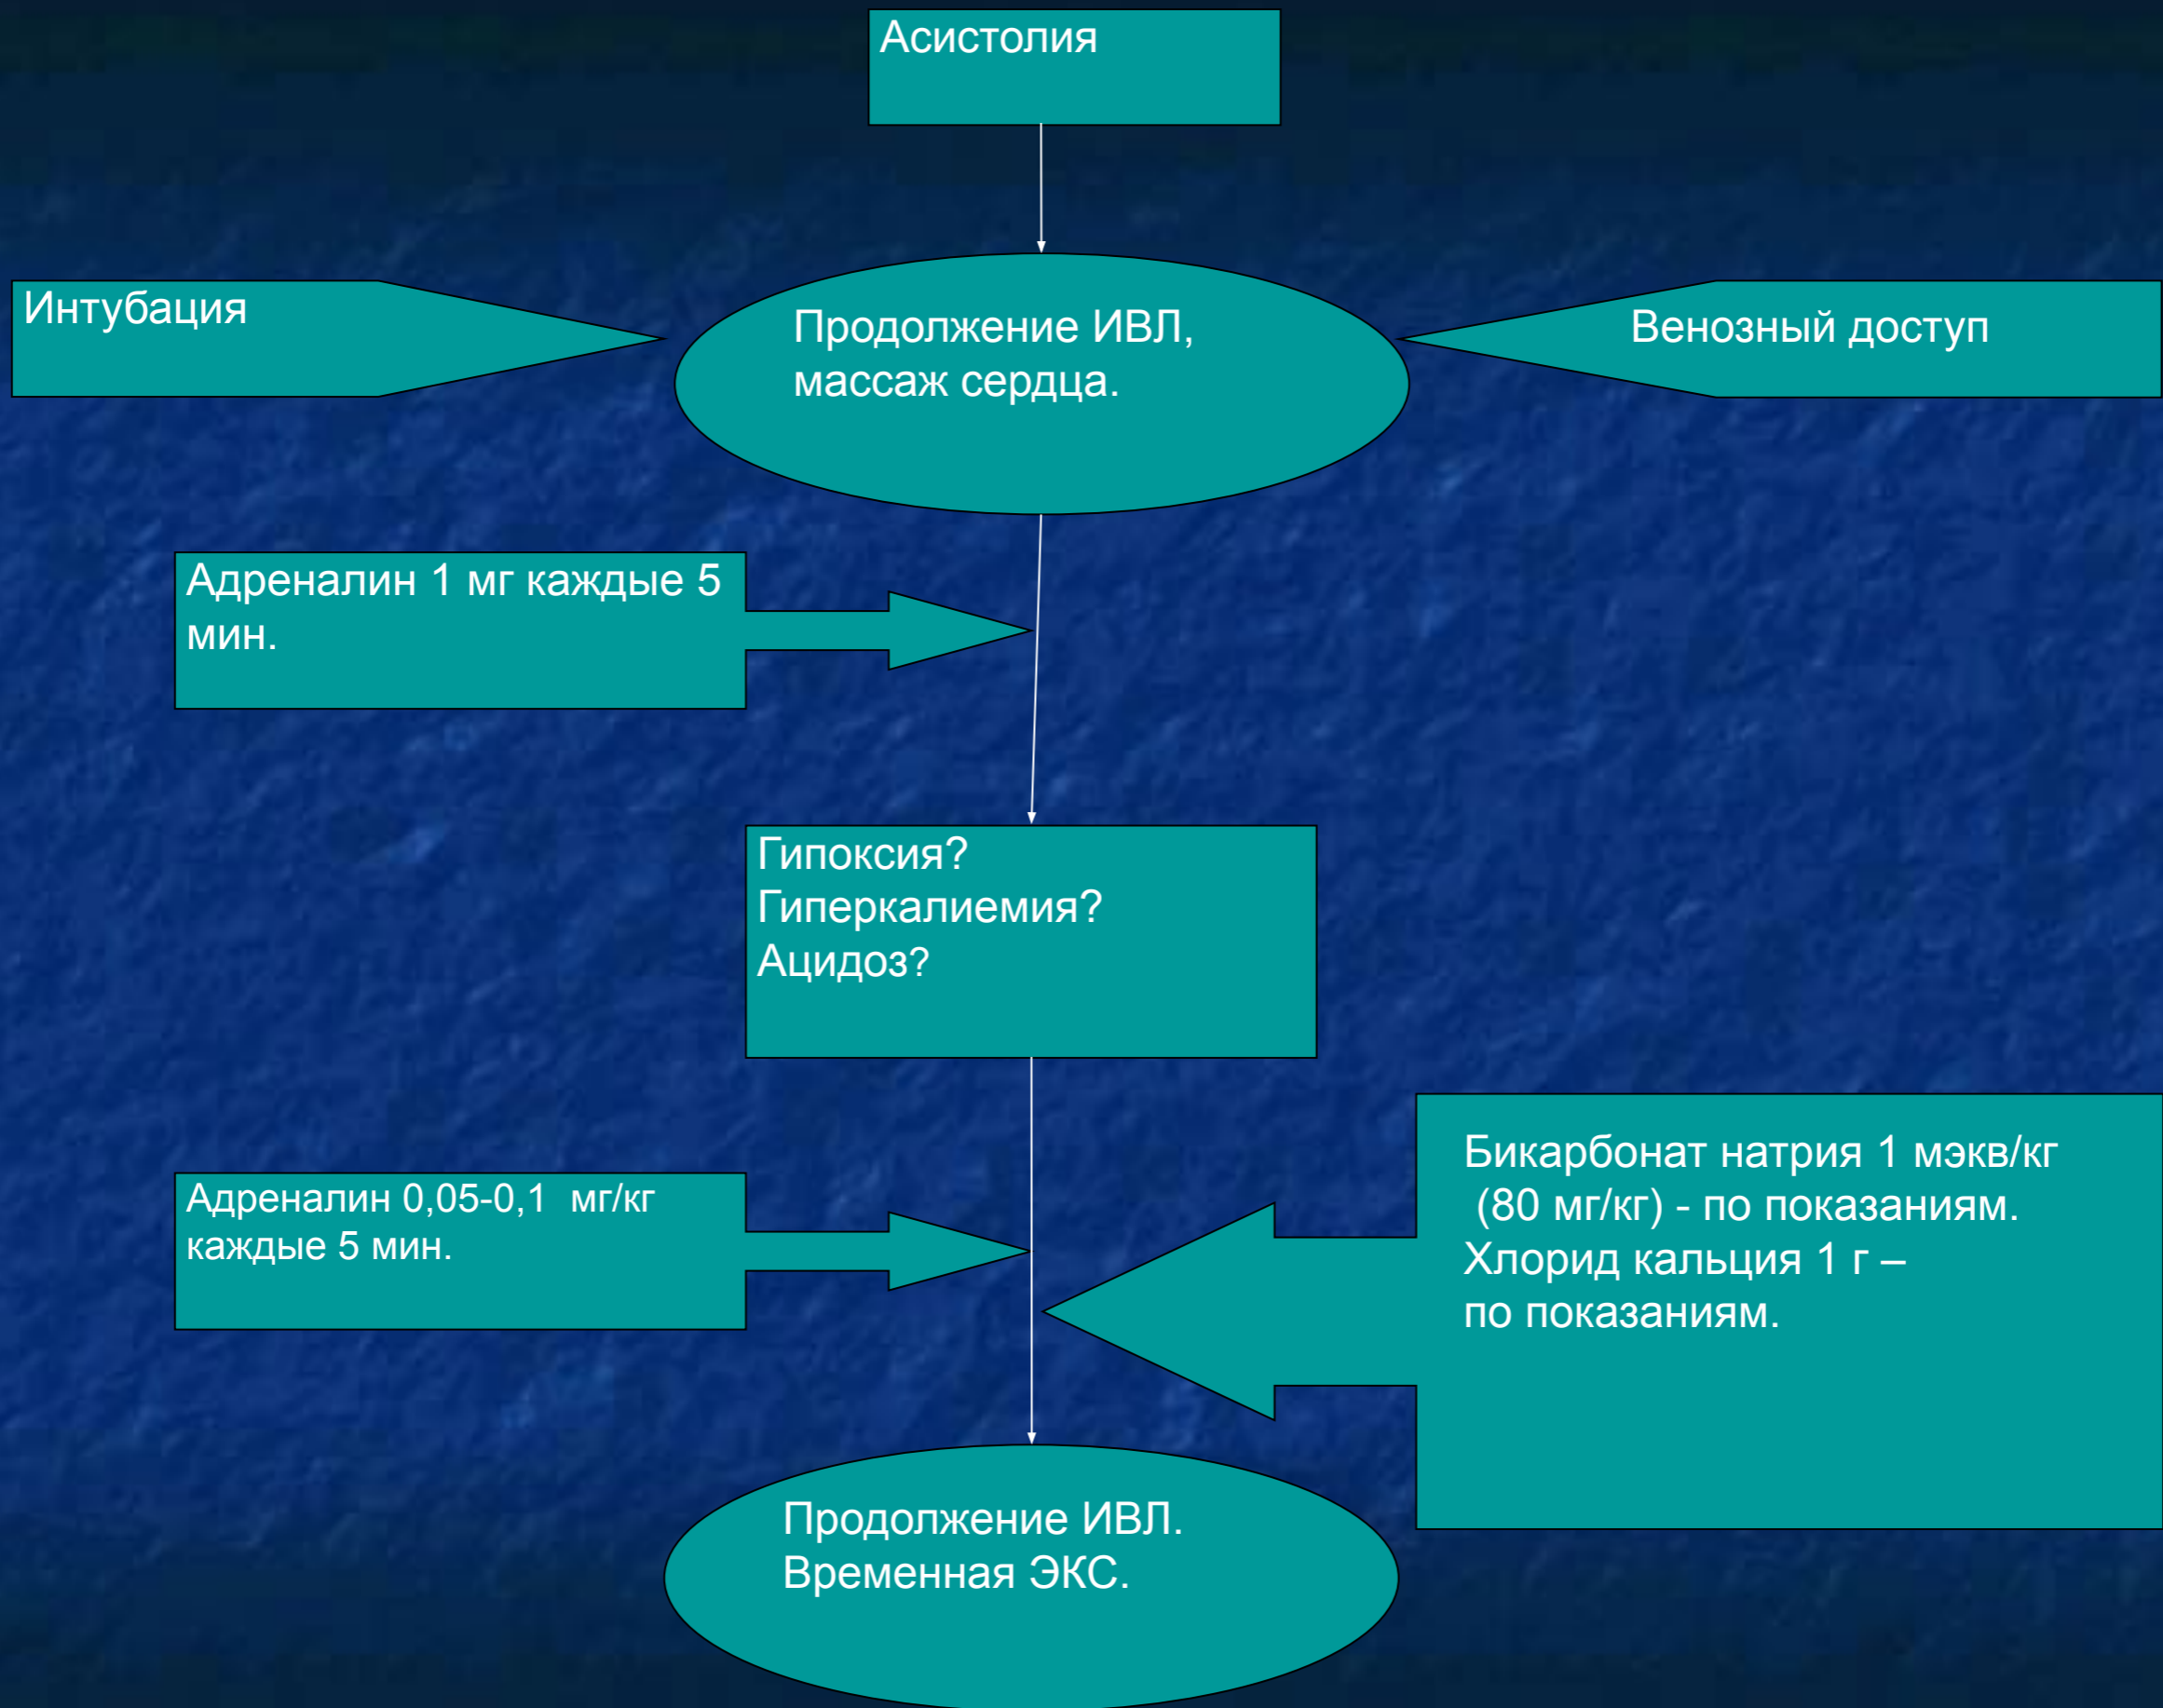 Асистолия
Интубация
Продолжение ИВЛ,
массаж сердца.
Венозный доступ
Адреналин 1 мг каждые 5
мин.
Гипоксия?
Гиперкалиемия?
Ацидоз?
Адреналин 0,05-0,1 мг/кг
каждые 5 мин.
Бикарбонат натрия 1 мэкв/кг
(80 мг/кг) - по показаниям.
Хлорид кальция 1 г –
по показаниям.
Продолжение ИВЛ.
Временная ЭКС.